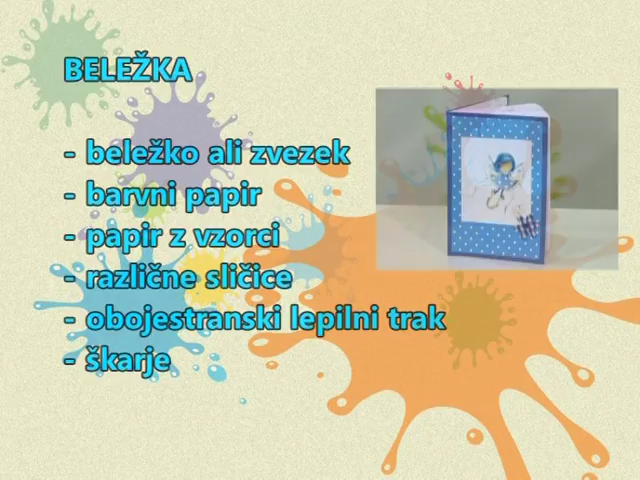 BELEŽKA
- beležko ali zvezek
- barvni papir
- papir z vzorci
- različne sličice
- obojestranski lepilni trak
- škarje